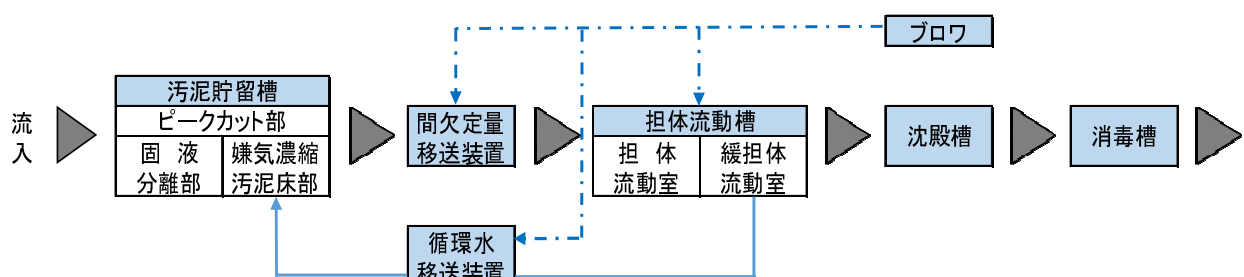 ブロワ
流入
汚泥貯留槽
ピークカット部
固 液
分離部
嫌気濃縮
汚泥床部
間欠定量
移送装置
担体流動槽
担 体
流動室
緩担体
流動室
沈殿槽
消毒槽
循環水
移送装置